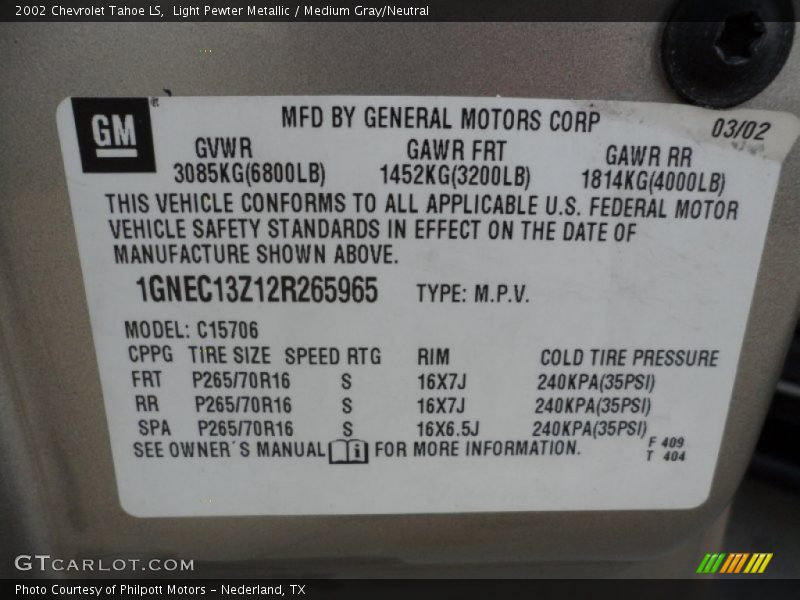 2002 Chevrolet Tahoe LS,  Light Pewter Metallic / Medium Gray/Neutral
GM
MFD BY GENERAL MOTORS CORP 03/02
GVWR GAWR FRT GAWR RR
3085KG(6800LB) 1452KG(3200LB) 1814KG(4000LB)
THIS VEHICLE CONFORMS TO ALL APPLICABLE U.S. FEDERAL MOTOR
VEHICLE SAFETY STANDARDS IN EFFECT ON THE DATE OF
MANUFACTURE SHOWN ABOVE.
1GNEC13Z12R265965 TYPE: M.P.V.
MODEL: C15706
CPPG TIRE SIZE SPEED RTG RIM COLD TIRE PRESSURE
FRT P265/70R16 S 16X7J 240KPA(35PSI)
RR P265/70R16 S 16X7J 240KPA(35PSI)
SPA P265/70R16 S 16X6.5J 240KPA(35PSI)
SEE OWNER'S MANUAL i FOR MORE INFORMATION. F 409
T 404
GTCARLOT.COM
Photo Courtesy of Philpott Motors - Nederland, TX